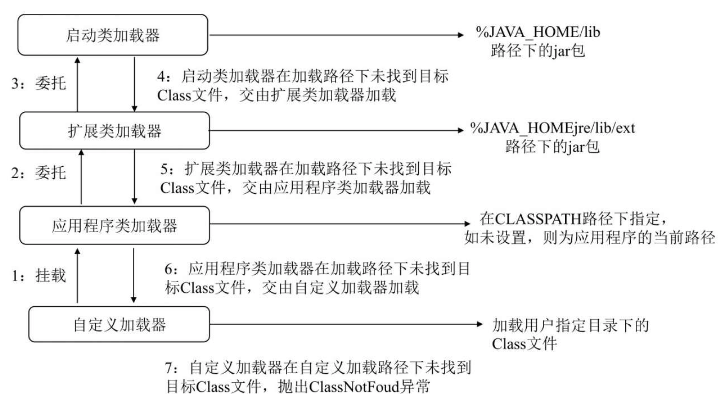 启动类加载器
%JAVA_HOME/lib
路径下的jar包
3：委托
4：启动类加载器在加载路径下未找到目标
Class文件，交由扩展类加载器加载
扩展类加载器
%JAVA_HOMEjre/lib/ext
路径下的jar包
2：委托
5：扩展类加载器在加载路径下未找到目标
Class文件，交由应用程序类加载器加载
应用程序类加载器
在CLASSPATH路径下指定，
如未设置，则为应用程序的当前路径
1：挂载
6：应用程序类加载器在加载路径下未找到目
标Class文件，交由自定义加载器加载
自定义加载器
加载用户指定目录下的
Class文件
7：自定义加载器在自定义加载路径下未找到
目标Class文件，抛出ClassNotFoud异常